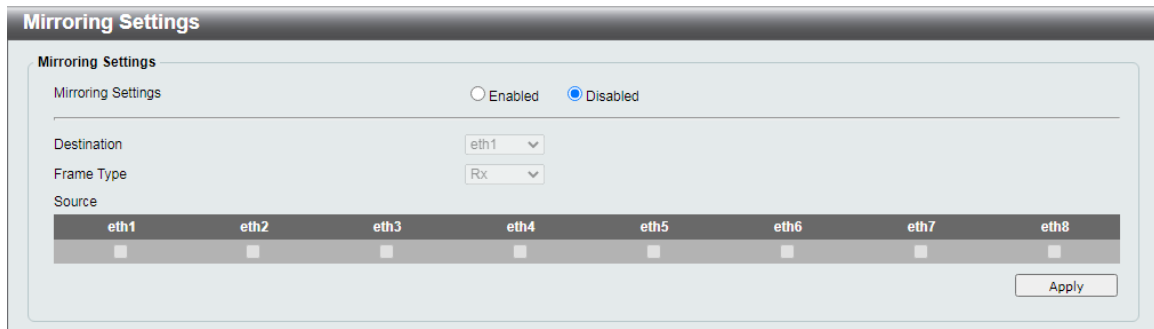 Mirroring Settings
Mirroring Settings
Mirroring Settings Enabled Disabled
Destination eth1
Frame Type Rx
Source
eth1 eth2 eth3 eth4 eth5 eth6 eth7 eth8
Apply